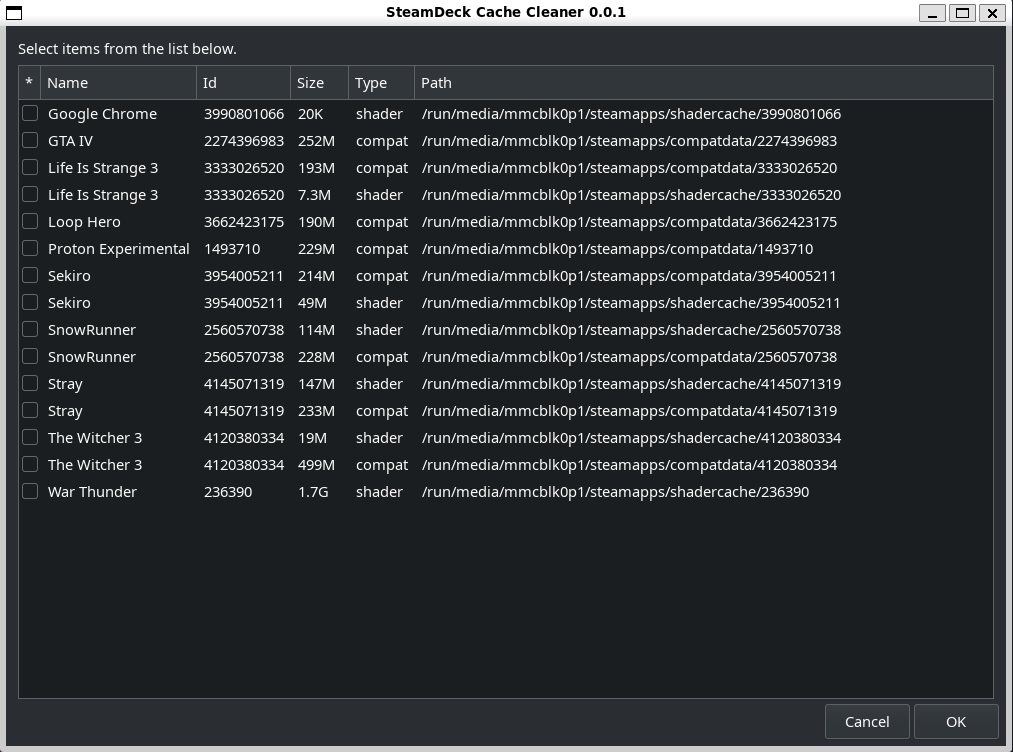 SteamDeck Cache Cleaner 0.0.1
Select items from the list below.
* Name Id Size Type Path
Google Chrome 3990801066 20K shader /run/media/mmcblk0p1/steamapps/shadercache/3990801066
GTA IV 2274396983 252M compat /run/media/mmcblk0p1/steamapps/compatdata/2274396983
Life Is Strange 3 3333026520 193M compat /run/media/mmcblk0p1/steamapps/compatdata/3333026520
Life Is Strange 3 3333026520 7.3M shader /run/media/mmcblk0p1/steamapps/shadercache/3333026520
Loop Hero 3662423175 190M compat /run/media/mmcblk0p1/steamapps/compatdata/3662423175
Proton Experimental 1493710 229M compat /run/media/mmcblk0p1/steamapps/compatdata/1493710
Sekiro 3954005211 214M compat /run/media/mmcblk0p1/steamapps/compatdata/3954005211
Sekiro 3954005211 49M shader /run/media/mmcblk0p1/steamapps/shadercache/3954005211
SnowRunner 2560570738 114M shader /run/media/mmcblk0p1/steamapps/shadercache/2560570738
SnowRunner 2560570738 228M compat /run/media/mmcblk0p1/steamapps/compatdata/2560570738
Stray 4145071319 147M shader /run/media/mmcblk0p1/steamapps/shadercache/4145071319
Stray 4145071319 233M compat /run/media/mmcblk0p1/steamapps/compatdata/4145071319
The Witcher 3 4120380334 19M shader /run/media/mmcblk0p1/steamapps/shadercache/4120380334
The Witcher 3 4120380334 499M compat /run/media/mmcblk0p1/steamapps/compatdata/4120380334
War Thunder 236390 1.7G shader /run/media/mmcblk0p1/steamapps/shadercache/236390
Cancel OK